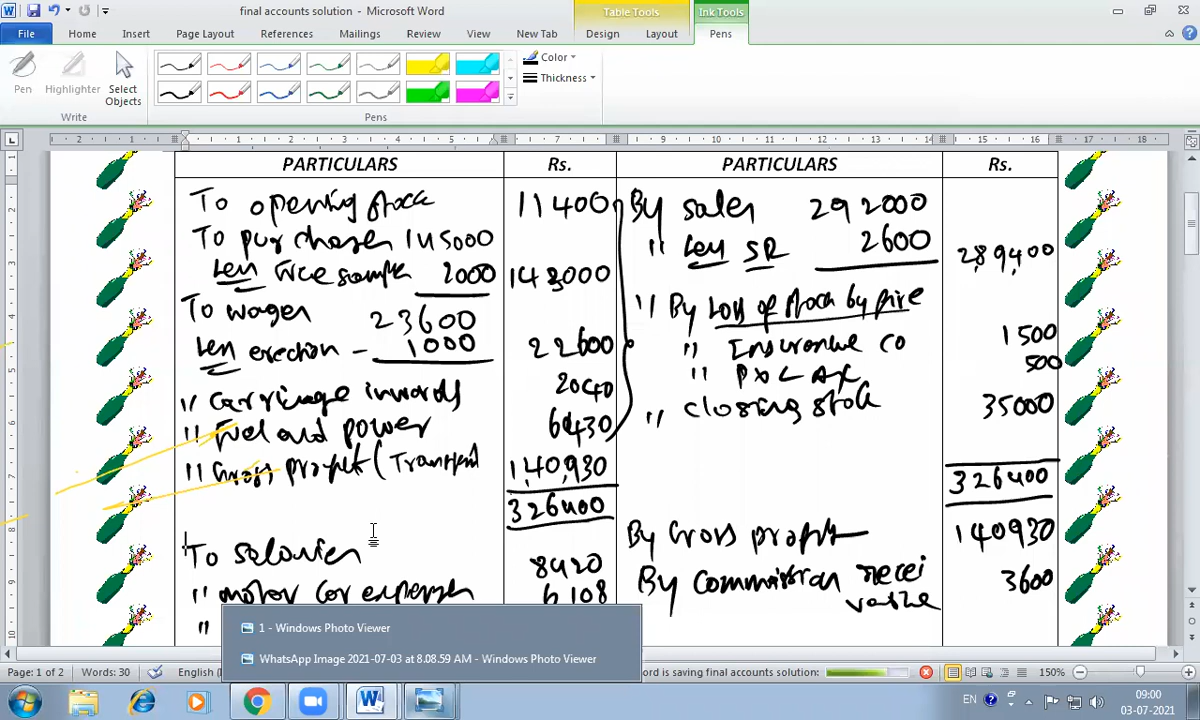 final accounts solution - Microsoft Word
Table Tools
Ink Tools
File
Home
Insert
Page Layout
References
Mailings
Review
View
New Tab
Design
Layout
Pens
Pen
Highlighter
Select Objects
Color
Thickness
Write
Pens
PARTICULARS Rs. PARTICULARS Rs.
To opening stock 11400 By sales 292000
To purchases 145000 " Less SR 2600 289400
Less free sample 2000 143000
To wages 23600 " By Loss of stock by fire
Less erection - 1000 22600 " Insurance co 1500
" P&L A/c 500
" Carriage inwards 2040 " closing stock 35000
" fuel and power 6430
" Gross profit (Transferred 1,40,930
326400 326400
By Gross profit 140930
To salaries 8420 By Commission receivable 3600
" motor car expenses 6108
"
1 - Windows Photo Viewer
WhatsApp Image 2021-07-03 at 8.08.59 AM - Windows Photo Viewer
Page: 1 of 2 Words: 30 English ( ord is saving final accounts solution: 150%
EN 09:00
03-07-2021